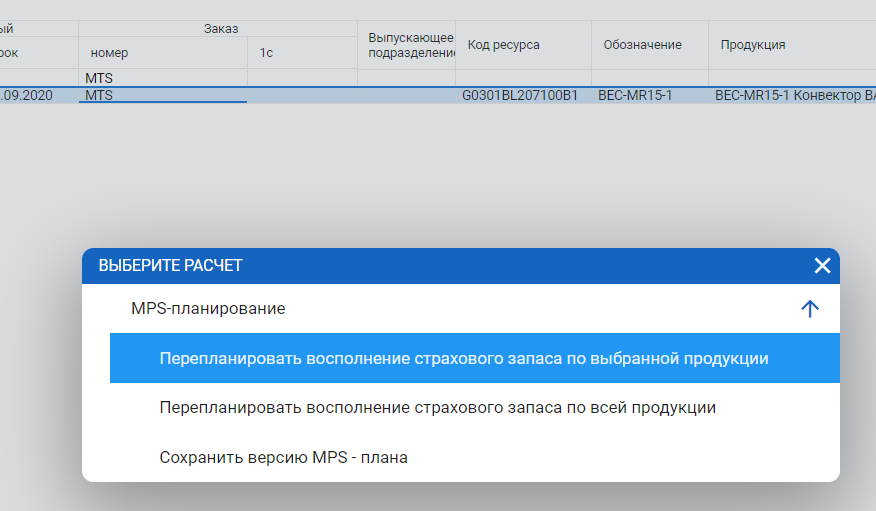 ый
Заказ
рок
номер
1с
Выпускающее
подразделение
Код ресурса
Обозначение
Продукция
MTS
.09.2020
MTS
G0301BL207100B1
BEC-MR15-1
BEC-MR15-1 Конвектор ВА
ВЫБЕРИТЕ РАСЧЕТ
MPS-планирование
Перепланировать восполнение страхового запаса по выбранной продукции
Перепланировать восполнение страхового запаса по всей продукции
Сохранить версию MPS - плана